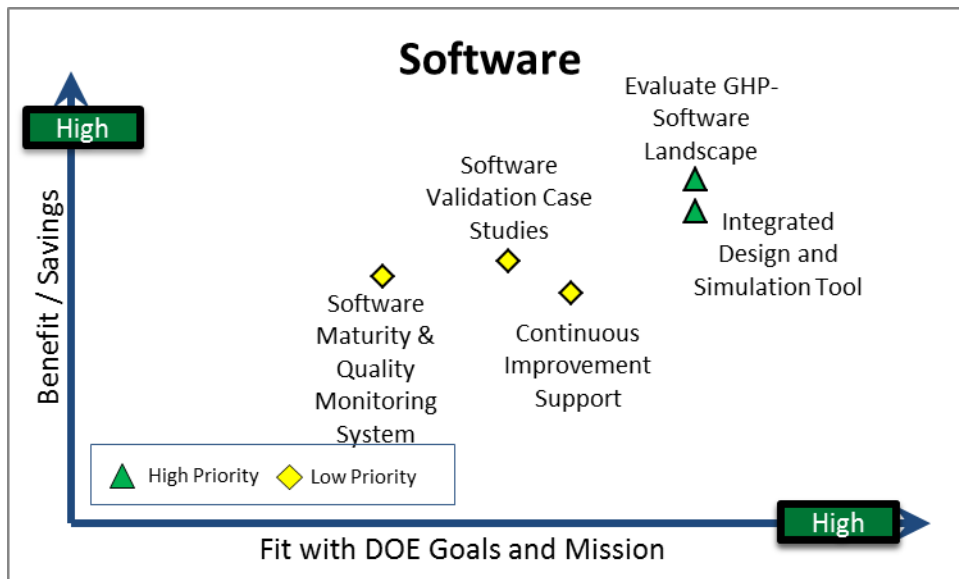 Software
High
Benefit / Savings
Evaluate GHP-
Software
Landscape
Software
Validation Case
Studies
Integrated
Design and
Simulation Tool
Software
Maturity &
Quality
Monitoring
System
Continuous
Improvement
Support
High Priority
Low Priority
High
Fit with DOE Goals and Mission